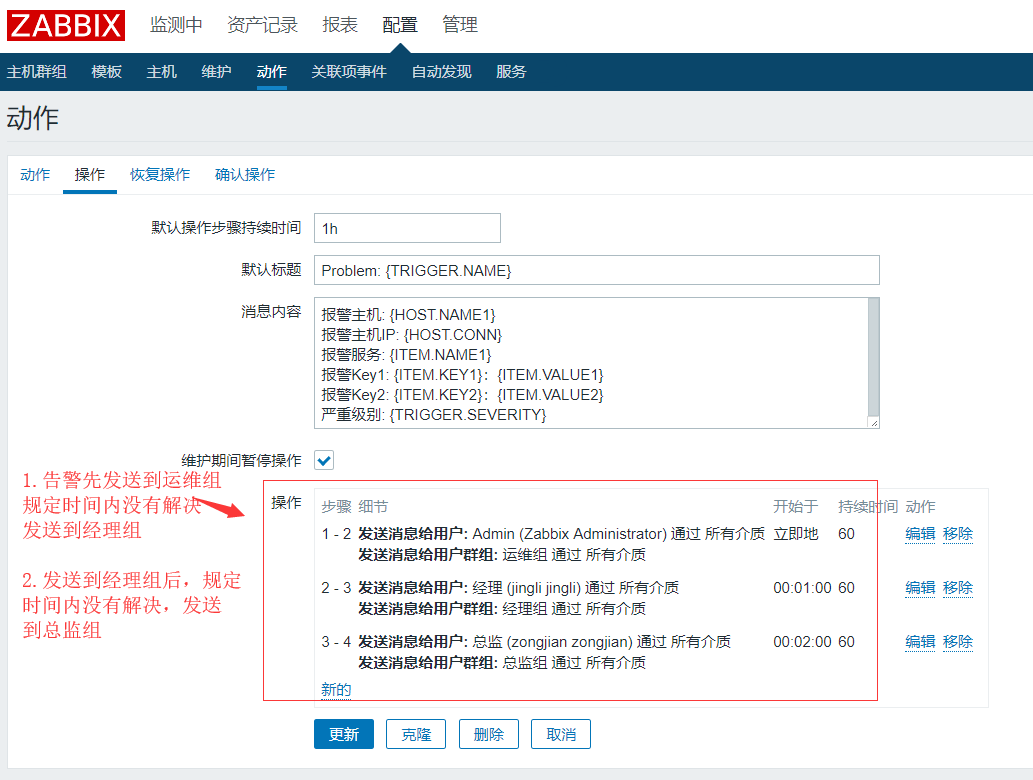 ZABBIX 监测中 资产记录 报表 配置 管理
主机群组 模板 主机 维护 动作 关联项事件 自动发现 服务
动作
动作 操作 恢复操作 确认操作
默认操作步骤持续时间 1h
默认标题 Problem: {TRIGGER.NAME}
消息内容 报警主机: {HOST.NAME1}
报警主机IP: {HOST.CONN}
报警服务: {ITEM.NAME1}
报警Key1: {ITEM.KEY1}：{ITEM.VALUE1}
报警Key2: {ITEM.KEY2}：{ITEM.VALUE2}
严重级别: {TRIGGER.SEVERITY}
维护期间暂停操作
1. 告警先发送到运维组
规定时间内没有解决
发送到经理组
2. 发送到经理组后，规定
时间内没有解决，发送
到总监组
操作 步骤 细节 开始于 持续时间 动作
1 - 2 发送消息给用户: Admin (Zabbix Administrator) 通过 所有介质 立即地 60 编辑 移除
发送消息给用户群组: 运维组 通过 所有介质
2 - 3 发送消息给用户: 经理 (jingli jingli) 通过 所有介质 00:01:00 60 编辑 移除
发送消息给用户群组: 经理组 通过 所有介质
3 - 4 发送消息给用户: 总监 (zongjian zongjian) 通过 所有介质 00:02:00 60 编辑 移除
发送消息给用户群组: 总监组 通过 所有介质
新的
更新 克隆 删除 取消